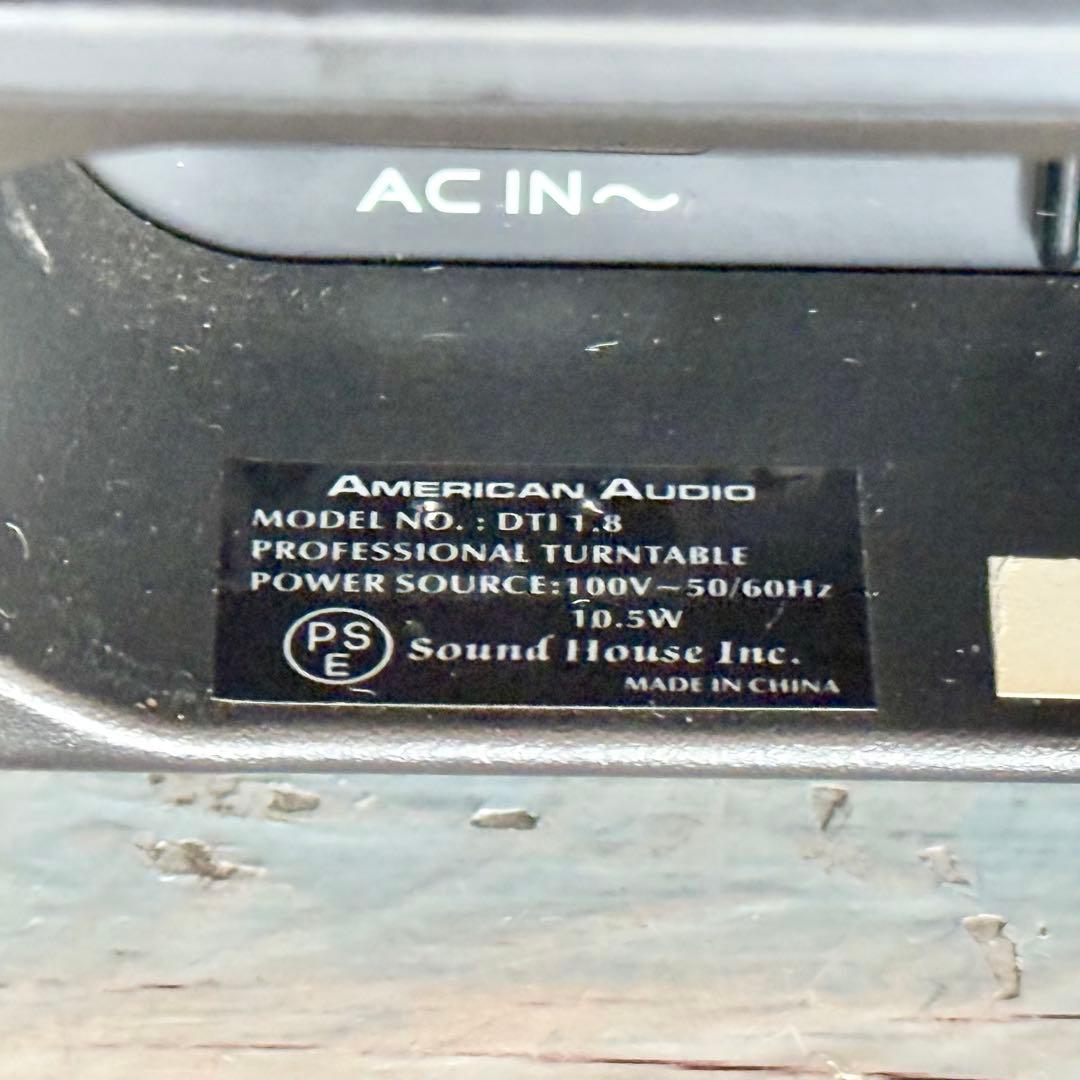 AC IN～
AMERICAN AUDIO
MODEL NO. : DTI 1.8
PROFESSIONAL TURNTABLE
POWER SOURCE:100V～50/60Hz
10.5W
PSE Sound House Inc.
MADE IN CHINA